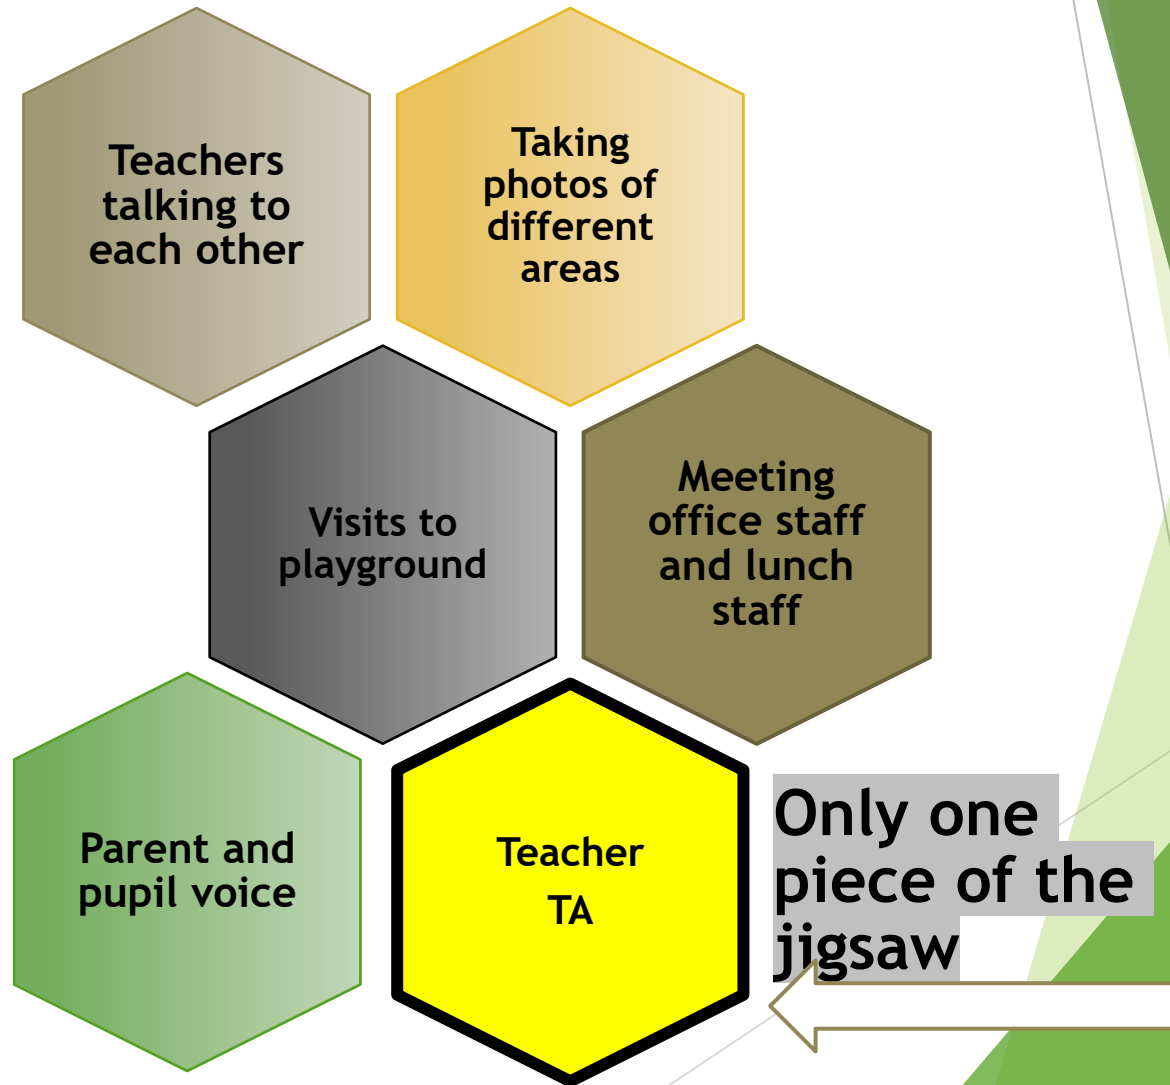 Teachers
talking to
each other
Taking
photos of
different
areas
Visits to
playground
Meeting
office staff
and lunch
staff
Parent and
pupil voice
Teacher
TA
Only one
piece of the
jigsaw